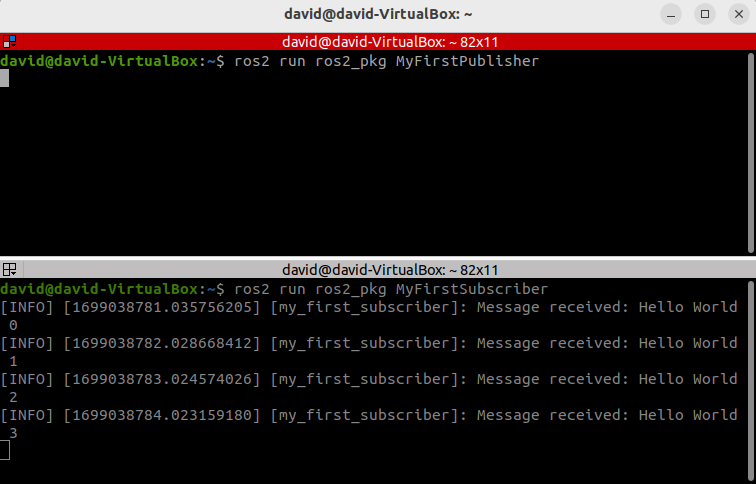 david@david-VirtualBox: ~
david@david-VirtualBox: ~ 82x11
david@david-VirtualBox:~$ ros2 run ros2_pkg MyFirstPublisher
david@david-VirtualBox: ~ 82x11
david@david-VirtualBox:~$ ros2 run ros2_pkg MyFirstSubscriber
[INFO] [1699038781.035756205] [my_first_subscriber]: Message received: Hello World
0
[INFO] [1699038782.028668412] [my_first_subscriber]: Message received: Hello World
1
[INFO] [1699038783.024574026] [my_first_subscriber]: Message received: Hello World
2
[INFO] [1699038784.023159180] [my_first_subscriber]: Message received: Hello World
3